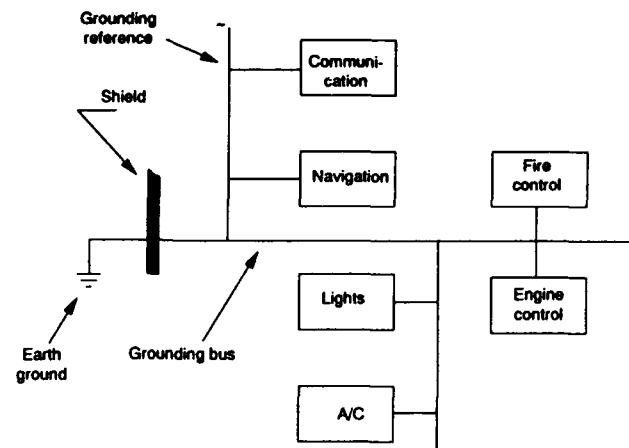 Grounding
reference
Shield
Communi-
cation
Navigation
Fire
control
Lights
Engine
control
Earth
ground
Grounding bus
A/C